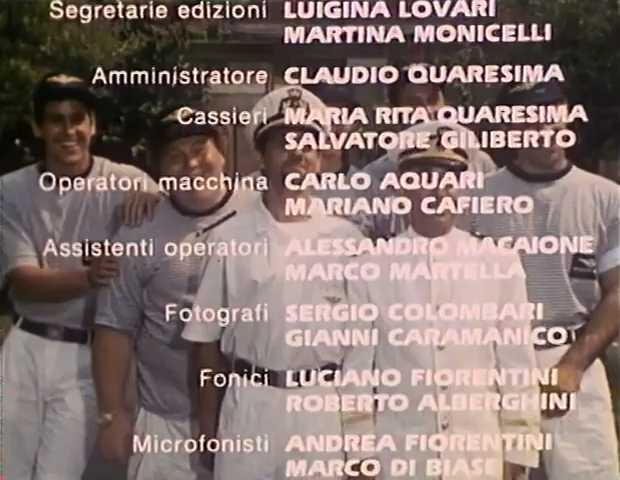 Segretarie edizioni LUIGINA LOVARI
MARTINA MONICELLI
Amministratore CLAUDIO QUARESIMA
Cassieri MARIA RITA QUARESIMA
SALVATORE GILIBERTO
Operatori macchina CARLO AQUARI
MARIANO CAFIERO
Assistenti operatori ALESSANDRO MACAIONE
MARCO MARTELLA
Fotografi SERGIO COLOMBARI
GIANNI CARAMANICO
Fonici LUCIANO FIORENTINI
ROBERTO ALBERGHINI
Microfonisti ANDREA FIORENTINI
MARCO DI BIASE